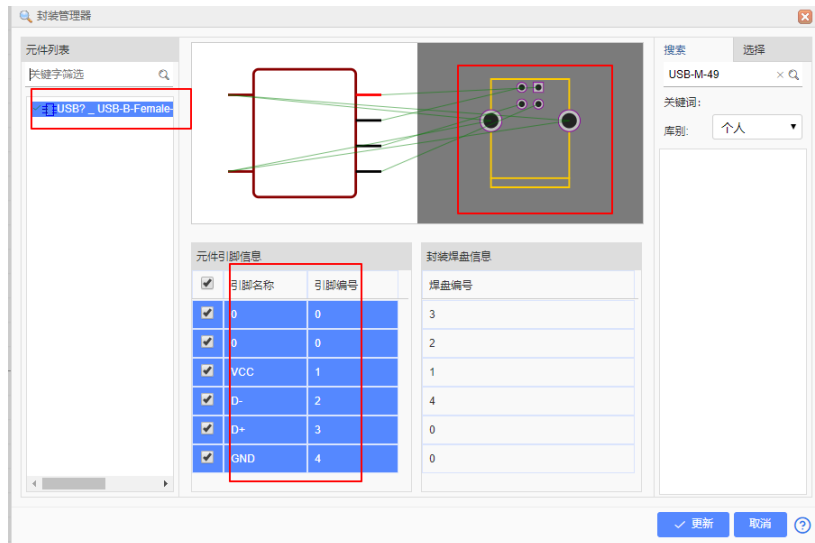 封装管理器
元件列表
关键字筛选
USB? _ USB-B-Female-
搜索 选择
USB-M-49
关键词:
库别: 个人
元件引脚信息
引脚名称 引脚编号
0 0
0 0
VCC 1
D- 2
D+ 3
GND 4
封装焊盘信息
焊盘编号
3
2
1
4
0
0
更新 取消 ?